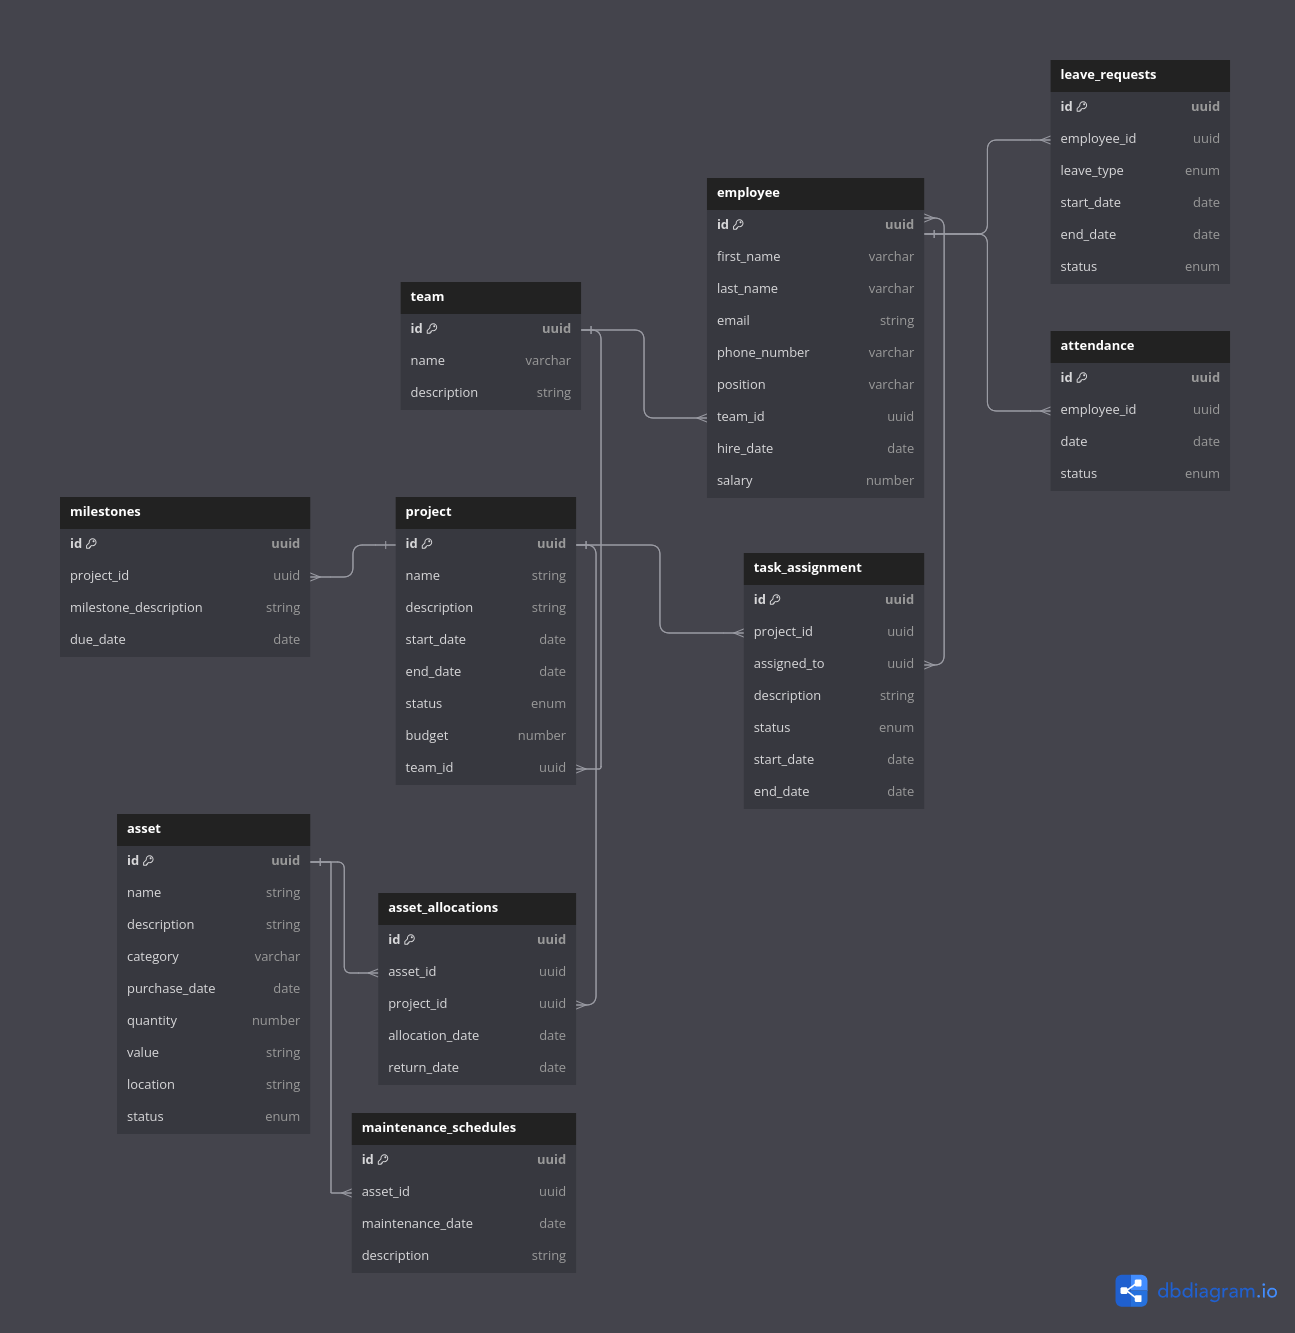 leave_requests
id uuid
employee_id uuid
leave_type enum
start_date date
end_date date
status enum
employee
id uuid
first_name varchar
last_name varchar
email string
phone_number varchar
position varchar
team_id uuid
hire_date date
salary number
team
id uuid
name varchar
description string
attendance
id uuid
employee_id uuid
date date
status enum
milestones
id uuid
project_id uuid
milestone_description string
due_date date
project
id uuid
name string
description string
start_date date
end_date date
status enum
budget number
team_id uuid
task_assignment
id uuid
project_id uuid
assigned_to uuid
description string
status enum
start_date date
end_date date
asset
id uuid
name string
description string
category varchar
purchase_date date
quantity number
value string
location string
status enum
asset_allocations
id uuid
asset_id uuid
project_id uuid
allocation_date date
return_date date
maintenance_schedules
id uuid
asset_id uuid
maintenance_date date
description string
dbdiagram.io